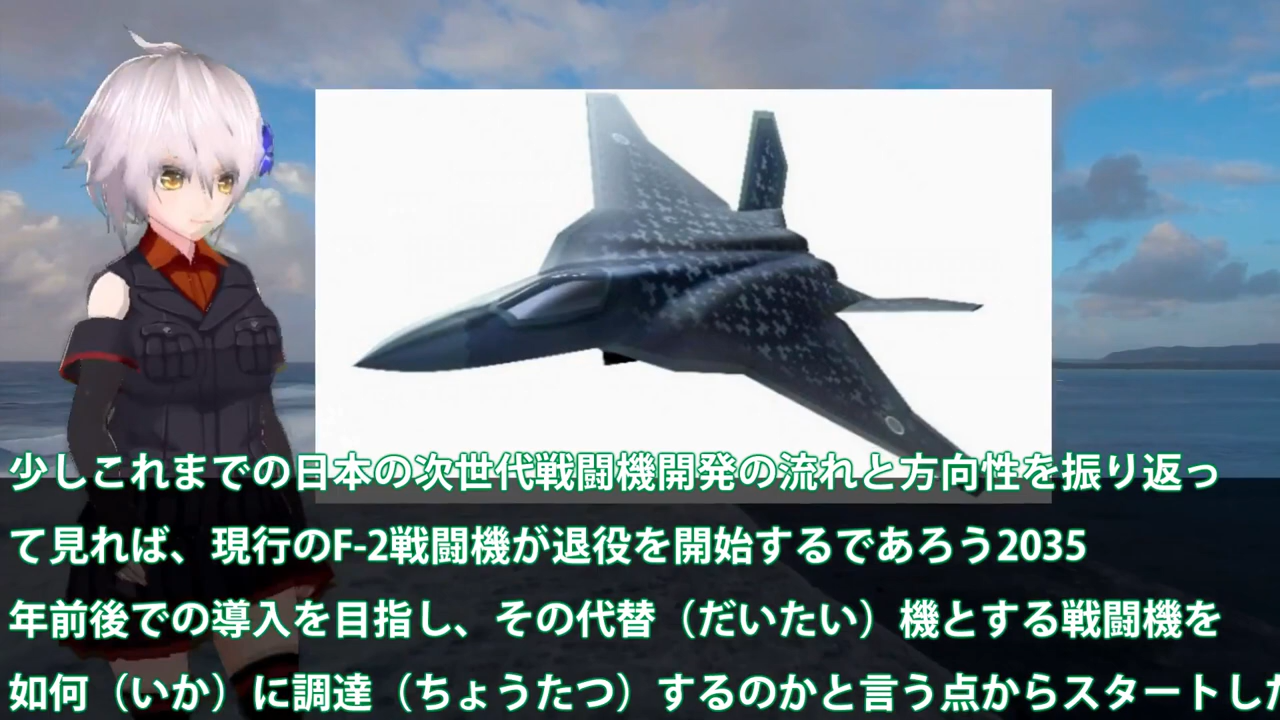 少しこれまでの日本の次世代戦闘機開発の流れと方向性を振り返っ
て見れば、現行のF-2戦闘機が退役を開始するであろう2035
年前後での導入を目指し、その代替（だいたい）機とする戦闘機を
如何（いか）に調達（ちょうたつ）するのかと言う点からスタートした